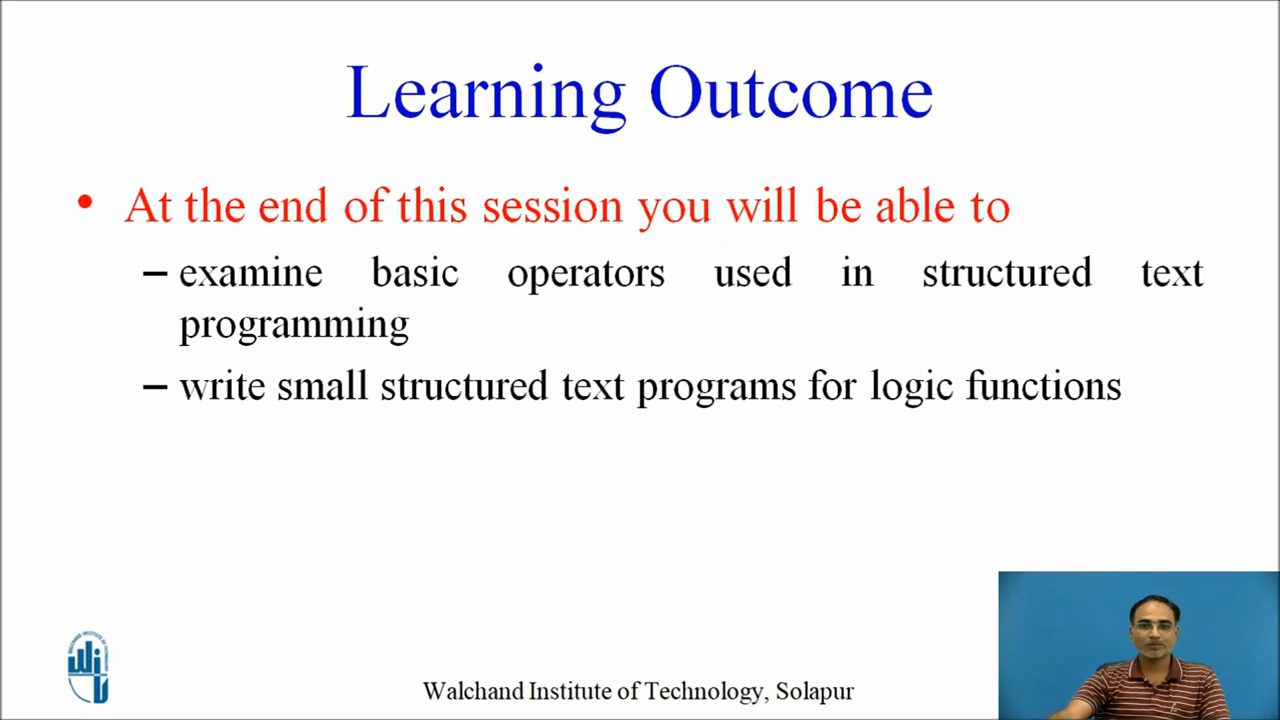 Learning Outcome
• At the end of this session you will be able to
– examine basic operators used in structured text
programming
– write small structured text programs for logic functions
WIT
Walchand Institute of Technology, Solapur